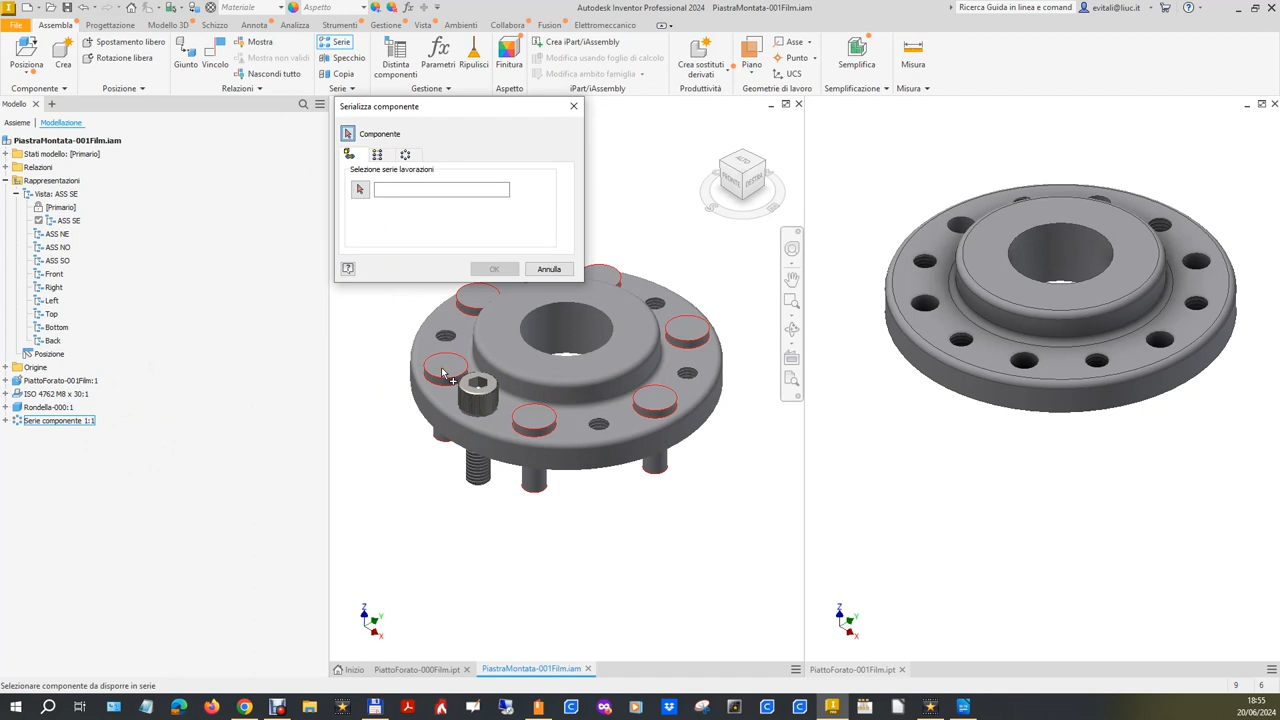 Materiale
Aspetto
Autodesk Inventor Professional 2024 PiastraMontata-001Film.iam
Ricerca Guida in linea e comand
evitali@liuc.it
File Assembla Progettazione Modello 3D Schizzo Annota Analizza Strumenti Gestione Vista Ambienti Collabora Fusion Elettromeccanico
Posiziona
Crea
Componente
Spostamento libero
Rotazione libera
Posizione
Giunto
Vincolo
Mostra
Mostra non validi
Nascondi tutto
Relazioni
Serie
Specchio
Copia
Serie
Distinta
componenti
Parametri
Ripulisci
Gestione
Finitura
Aspetto
Crea iPart/iAssembly
Modifica usando foglio di calcolo
Modifica ambito famiglia
iPart/iAssembly
Crea sostituti
derivati
Produttività
Piano
Asse
Punto
UCS
Geometrie di lavoro
Semplifica
Semplificazione
Misura
Misura
Modello
Assieme Modellazione
PiastraMontata-001Film.iam
Stati modello: [Primario]
Relazioni
Rappresentazioni
Vista: ASS SE
[Primario]
ASS SE
ASS NE
ASS NO
ASS SO
Front
Right
Left
Top
Bottom
Back
Posizione
Origine
PiattoForato-001Film:1
ISO 4762 M8 x 30:1
Rondella-000:1
Serie componente 1:1
Serializza componente
Componente
Selezione serie lavorazioni
OK
Annulla
ALTO
FRONTE
DESTRA
Z
Y
X
Z
Y
X
Inizio
PiattoForato-000Film.ipt
PiastraMontata-001Film.iam
PiattoForato-001Film.ipt
Selezionare componente da disporre in serie
9
6
18:55
20/06/2024